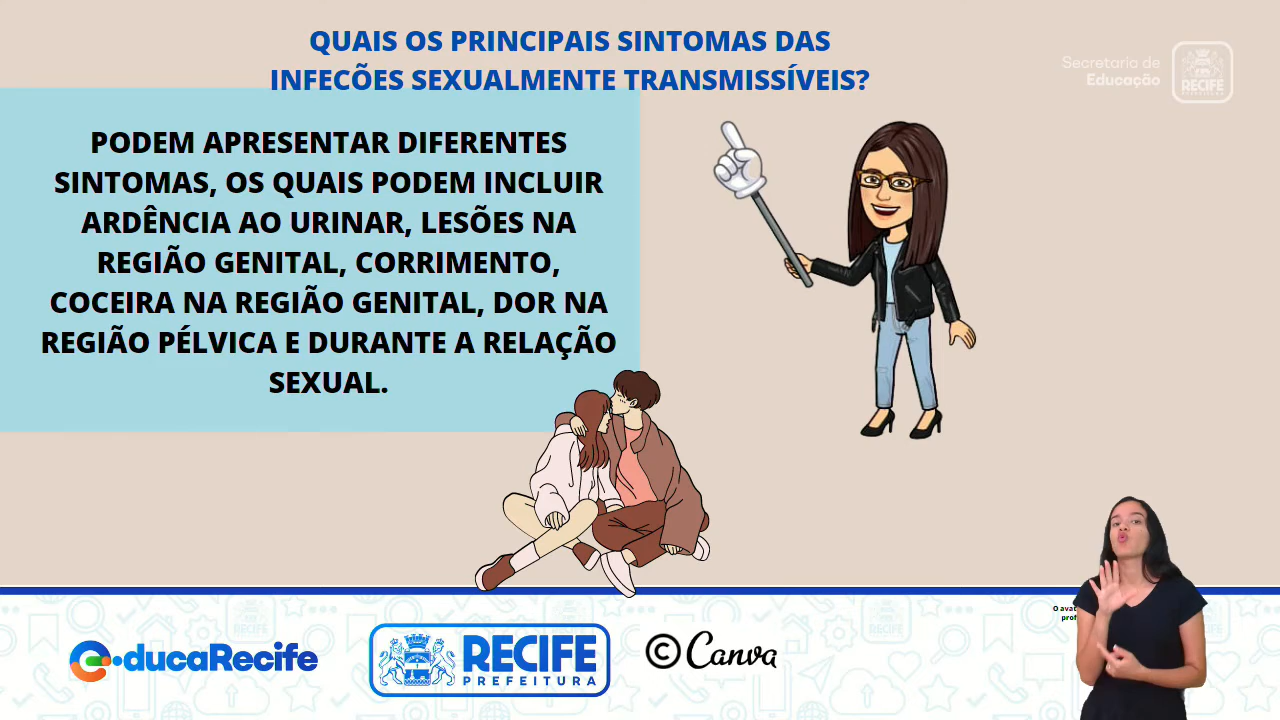 QUAIS OS PRINCIPAIS SINTOMAS DAS
INFECÕES SEXUALMENTE TRANSMISSÍVEIS?
Secretaria de
Educação
RECIFE
PREFEITURA
PODEM APRESENTAR DIFERENTES
SINTOMAS, OS QUAIS PODEM INCLUIR
ARDÊNCIA AO URINAR, LESÕES NA
REGIÃO GENITAL, CORRIMENTO,
COCEIRA NA REGIÃO GENITAL, DOR NA
REGIÃO PÉLVICA E DURANTE A RELAÇÃO
SEXUAL.
O
educaRecife
RECIFE
PREFEITURA
© Canva